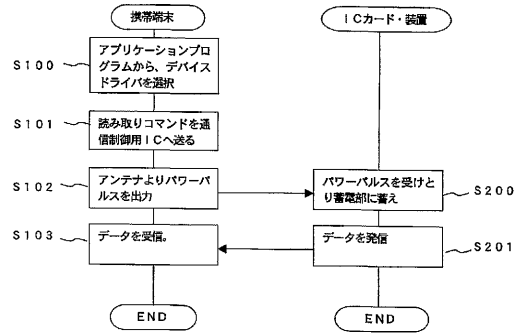 携帯端末
ICカード・装置
S100
アプリケーションプロ
グラムから、デバイス
ドライバを選択
S101
読み取りコマンドを通
信制御用ICへ送る
S102
アンテナよりパワーパ
ルスを出力
パワーパルスを受けと
り蓄電部に蓄え
S200
S103
データを受信。
データを発信
S201
END
END